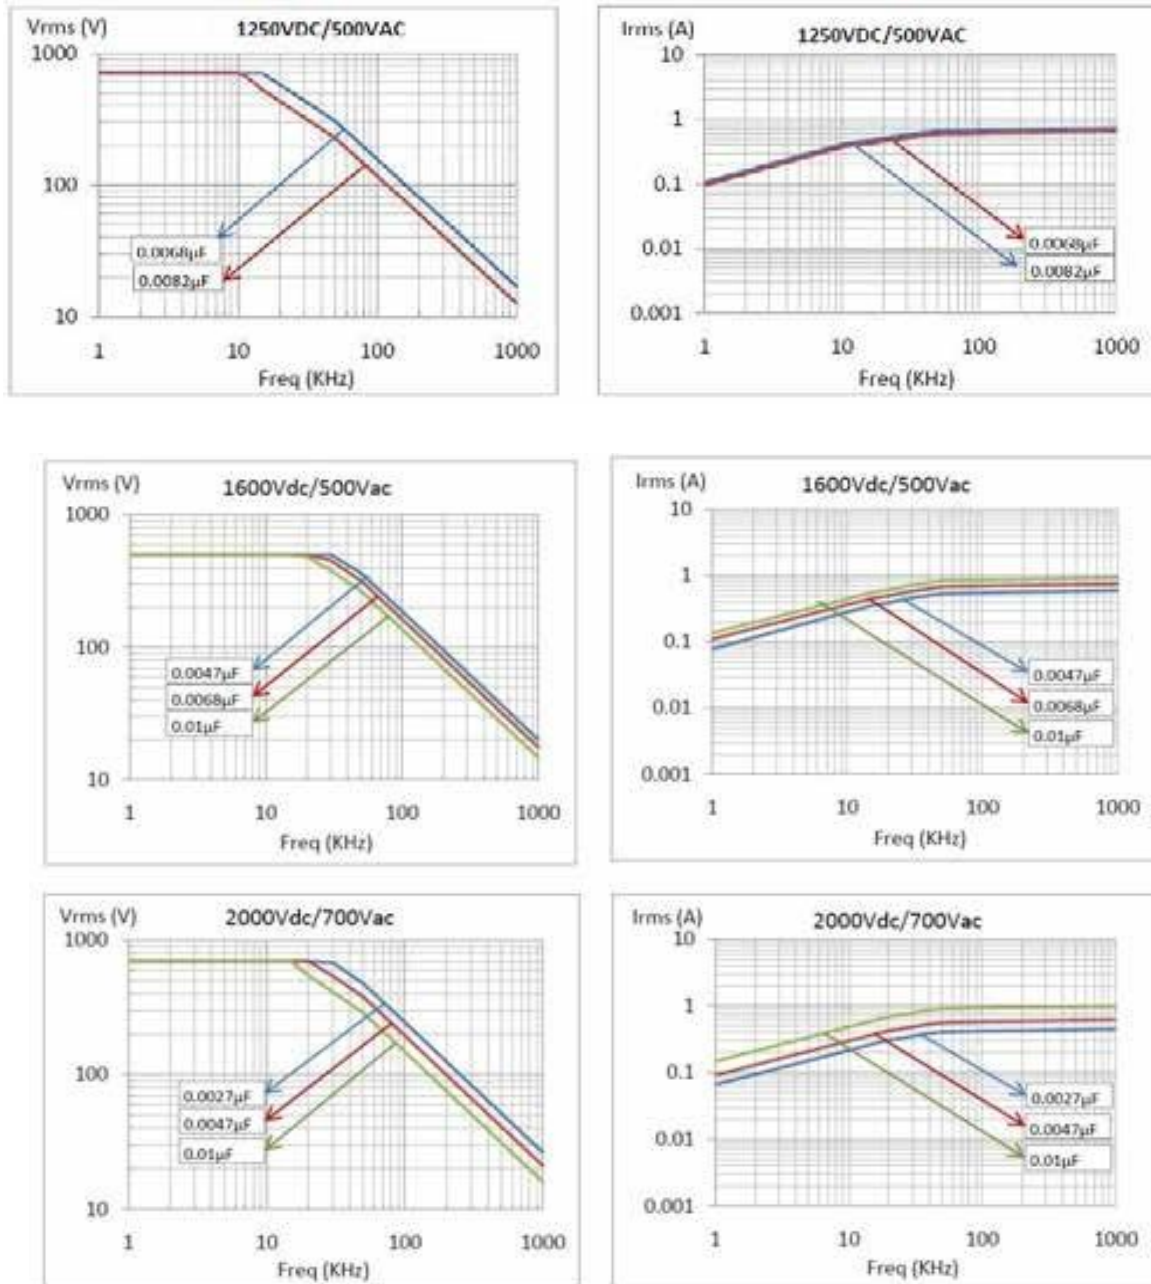 Vrms (V)
1250VDC/500VAC
1000
100
10
0.0068µF
0.0082µF
1 10 100 1000
Freq (KHz)
Irms (A)
1250VDC/500VAC
10
1
0.1
0.01
0.001
0.0068µF
0.0082µF
1 10 100 1000
Freq (KHz)
Vrms (V)
1600Vdc/500Vac
1000
100
10
0.0047µF
0.0068µF
0.01µF
1 10 100 1000
Freq (KHz)
Irms (A)
1600Vdc/500Vac
10
1
0.1
0.01
0.001
0.0047µF
0.0068µF
0.01µF
1 10 100 1000
Freq (KHz)
Vrms (V)
2000Vdc/700Vac
1000
100
10
0.0027µF
0.0047µF
0.01µF
1 10 100 1000
Freq (KHz)
Irms (A)
2000Vdc/700Vac
10
1
0.1
0.01
0.001
0.0027µF
0.0047µF
0.01µF
1 10 100 1000
Freq (KHz)